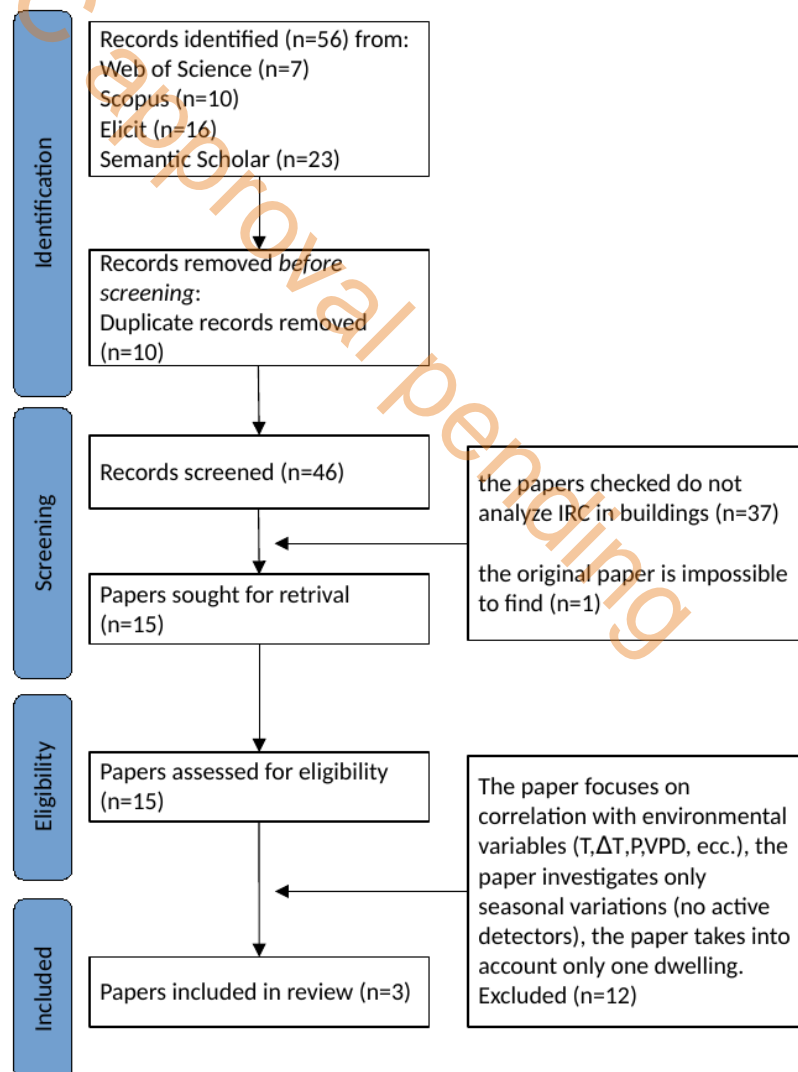 Identification
Records identified (n=56) from:
Web of Science (n=7)
Scopus (n=10)
Elicit (n=16)
Semantic Scholar (n=23)
Records removed before
screening:
Duplicate records removed
(n=10)
Screening
Records screened (n=46)
the papers checked do not
analyze IRC in buildings (n=37)
the original paper is impossible
to find (n=1)
Papers sought for retrival
(n=15)
Eligibility
Papers assessed for eligibility
(n=15)
The paper focuses on
correlation with environmental
variables (T,ΔT,P,VPD, ecc.), the
paper investigates only
seasonal variations (no active
detectors), the paper takes into
account only one dwelling.
Excluded (n=12)
Included
Papers included in review (n=3)
approval pending